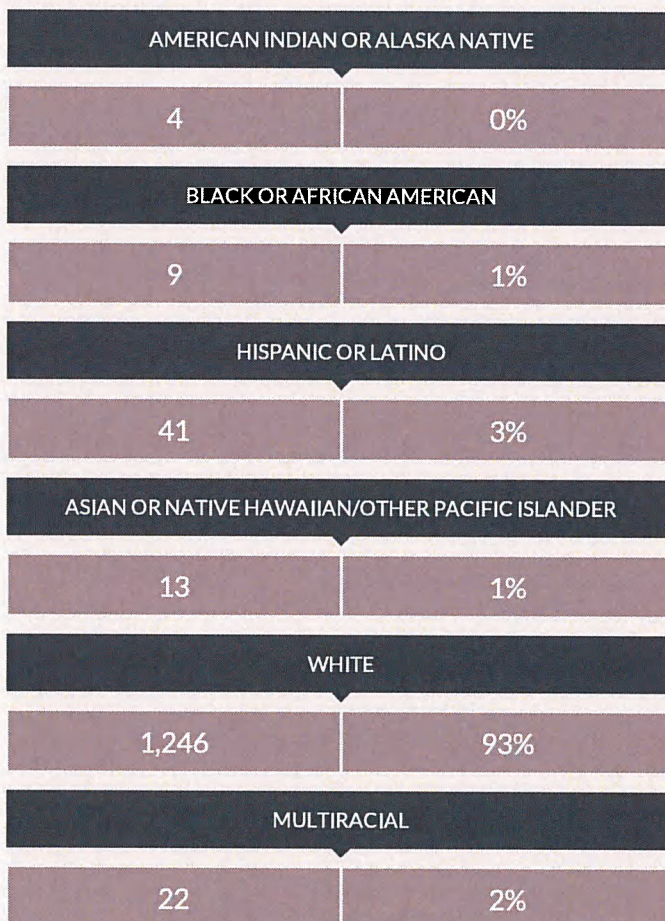 AMERICAN INDIAN OR ALASKA NATIVE
4 0%
BLACK OR AFRICAN AMERICAN
9 1%
HISPANIC OR LATINO
41 3%
ASIAN OR NATIVE HAWAIIAN/OTHER PACIFIC ISLANDER
13 1%
WHITE
1,246 93%
MULTIRACIAL
22 2%